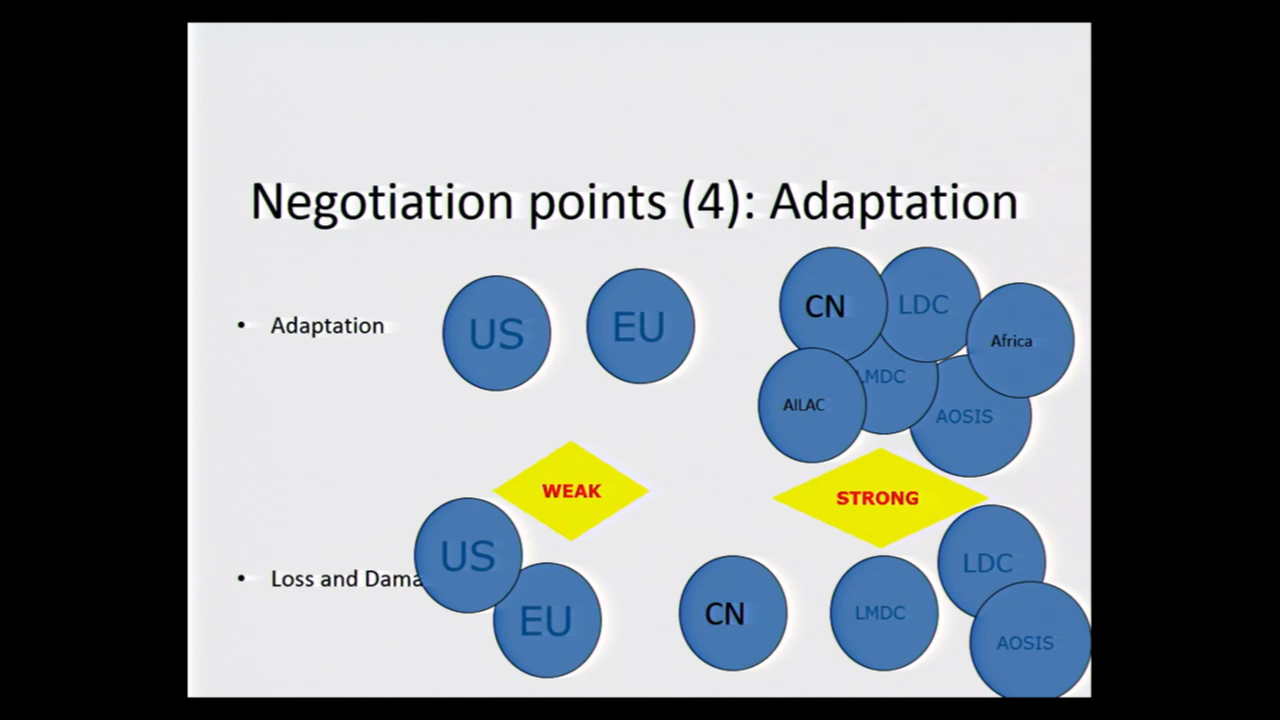 Negotiation points (4): Adaptation
• Adaptation
US
EU
CN
LDC
Africa
AILAC
LMDC
AOSIS
WEAK
STRONG
• Loss and Dama
US
EU
CN
LMDC
LDC
AOSIS